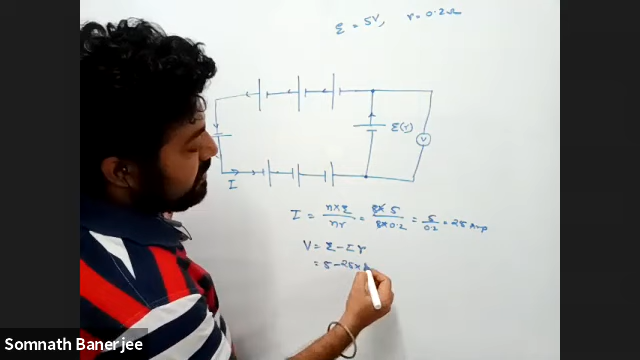 ε = 5V, r = 0.2Ω
ε(r)
V
I
I = n×ε/nr = 8×5/8×0.2 = 5/0.2 = 25 Amp
V = ε - Ir
= 5 - 25×
Somnath Banerjee